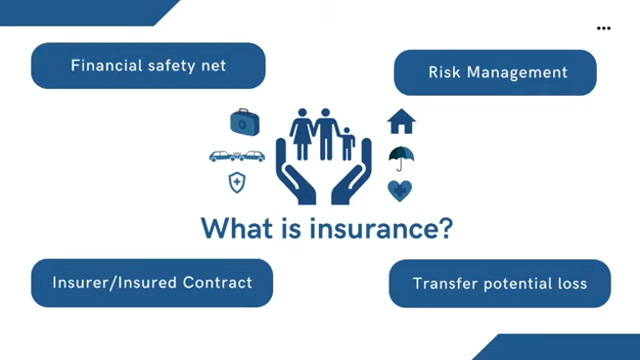 Financial safety net
Risk Management
What is insurance?
Insurer/Insured Contract
Transfer potential loss